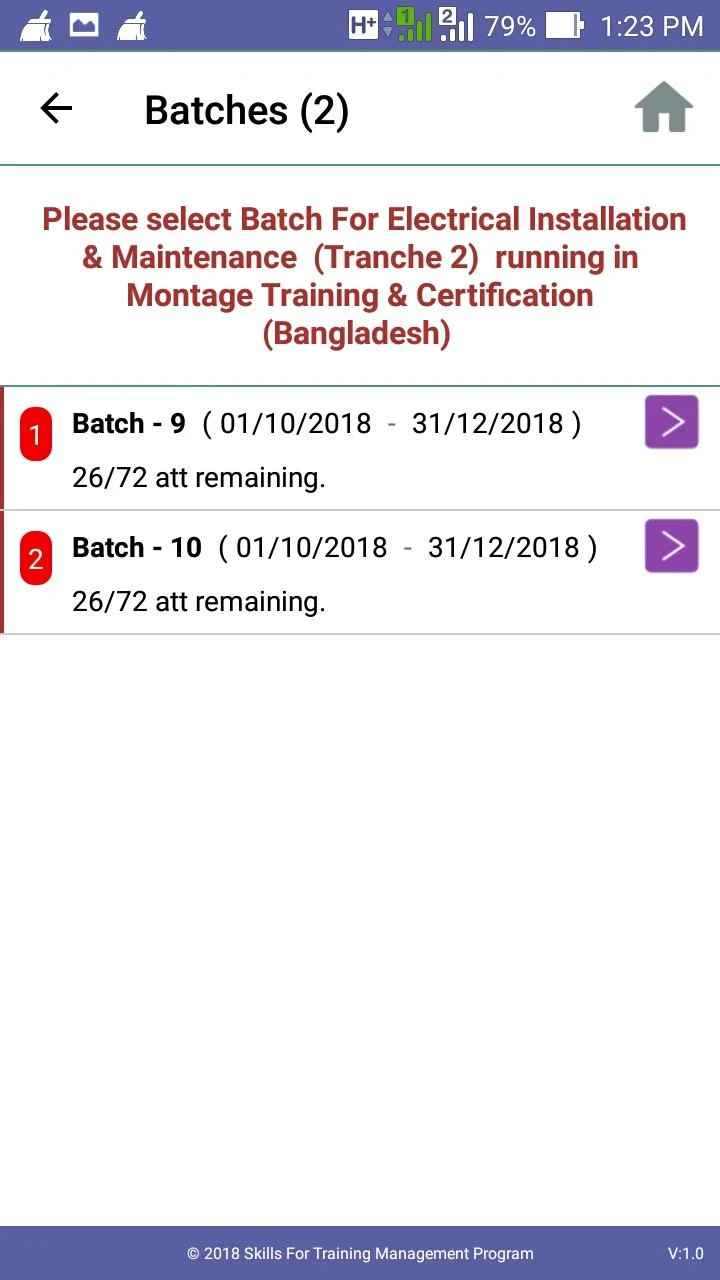 H+ 1 2 79% 1:23 PM
Batches (2)
Please select Batch For Electrical Installation
& Maintenance (Tranche 2) running in
Montage Training & Certification
(Bangladesh)
1 Batch - 9 ( 01/10/2018 - 31/12/2018 )
26/72 att remaining.
2 Batch - 10 ( 01/10/2018 - 31/12/2018 )
26/72 att remaining.
© 2018 Skills For Training Management Program V:1.0